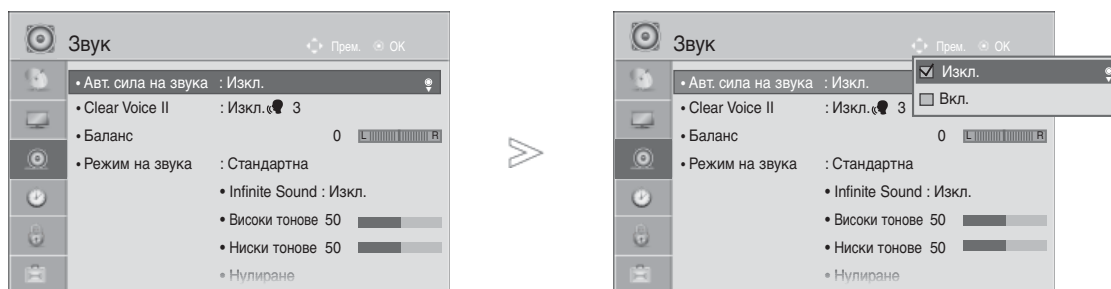 Звук
Прем. OK
• Авт. сила на звука : Изкл.
• Clear Voice II : Изкл. 3
• Баланс 0 L R
• Режим на звука : Стандартна
• Infinite Sound : Изкл.
• Високи тонове 50
• Ниски тонове 50
• Нулиране
Звук
Прем. OK
• Авт. сила на звука : Изкл.
Изкл.
Вкл.
• Clear Voice II : Изкл. 3
• Баланс 0 L R
• Режим на звука : Стандартна
• Infinite Sound : Изкл.
• Високи тонове 50
• Ниски тонове 50
• Нулиране